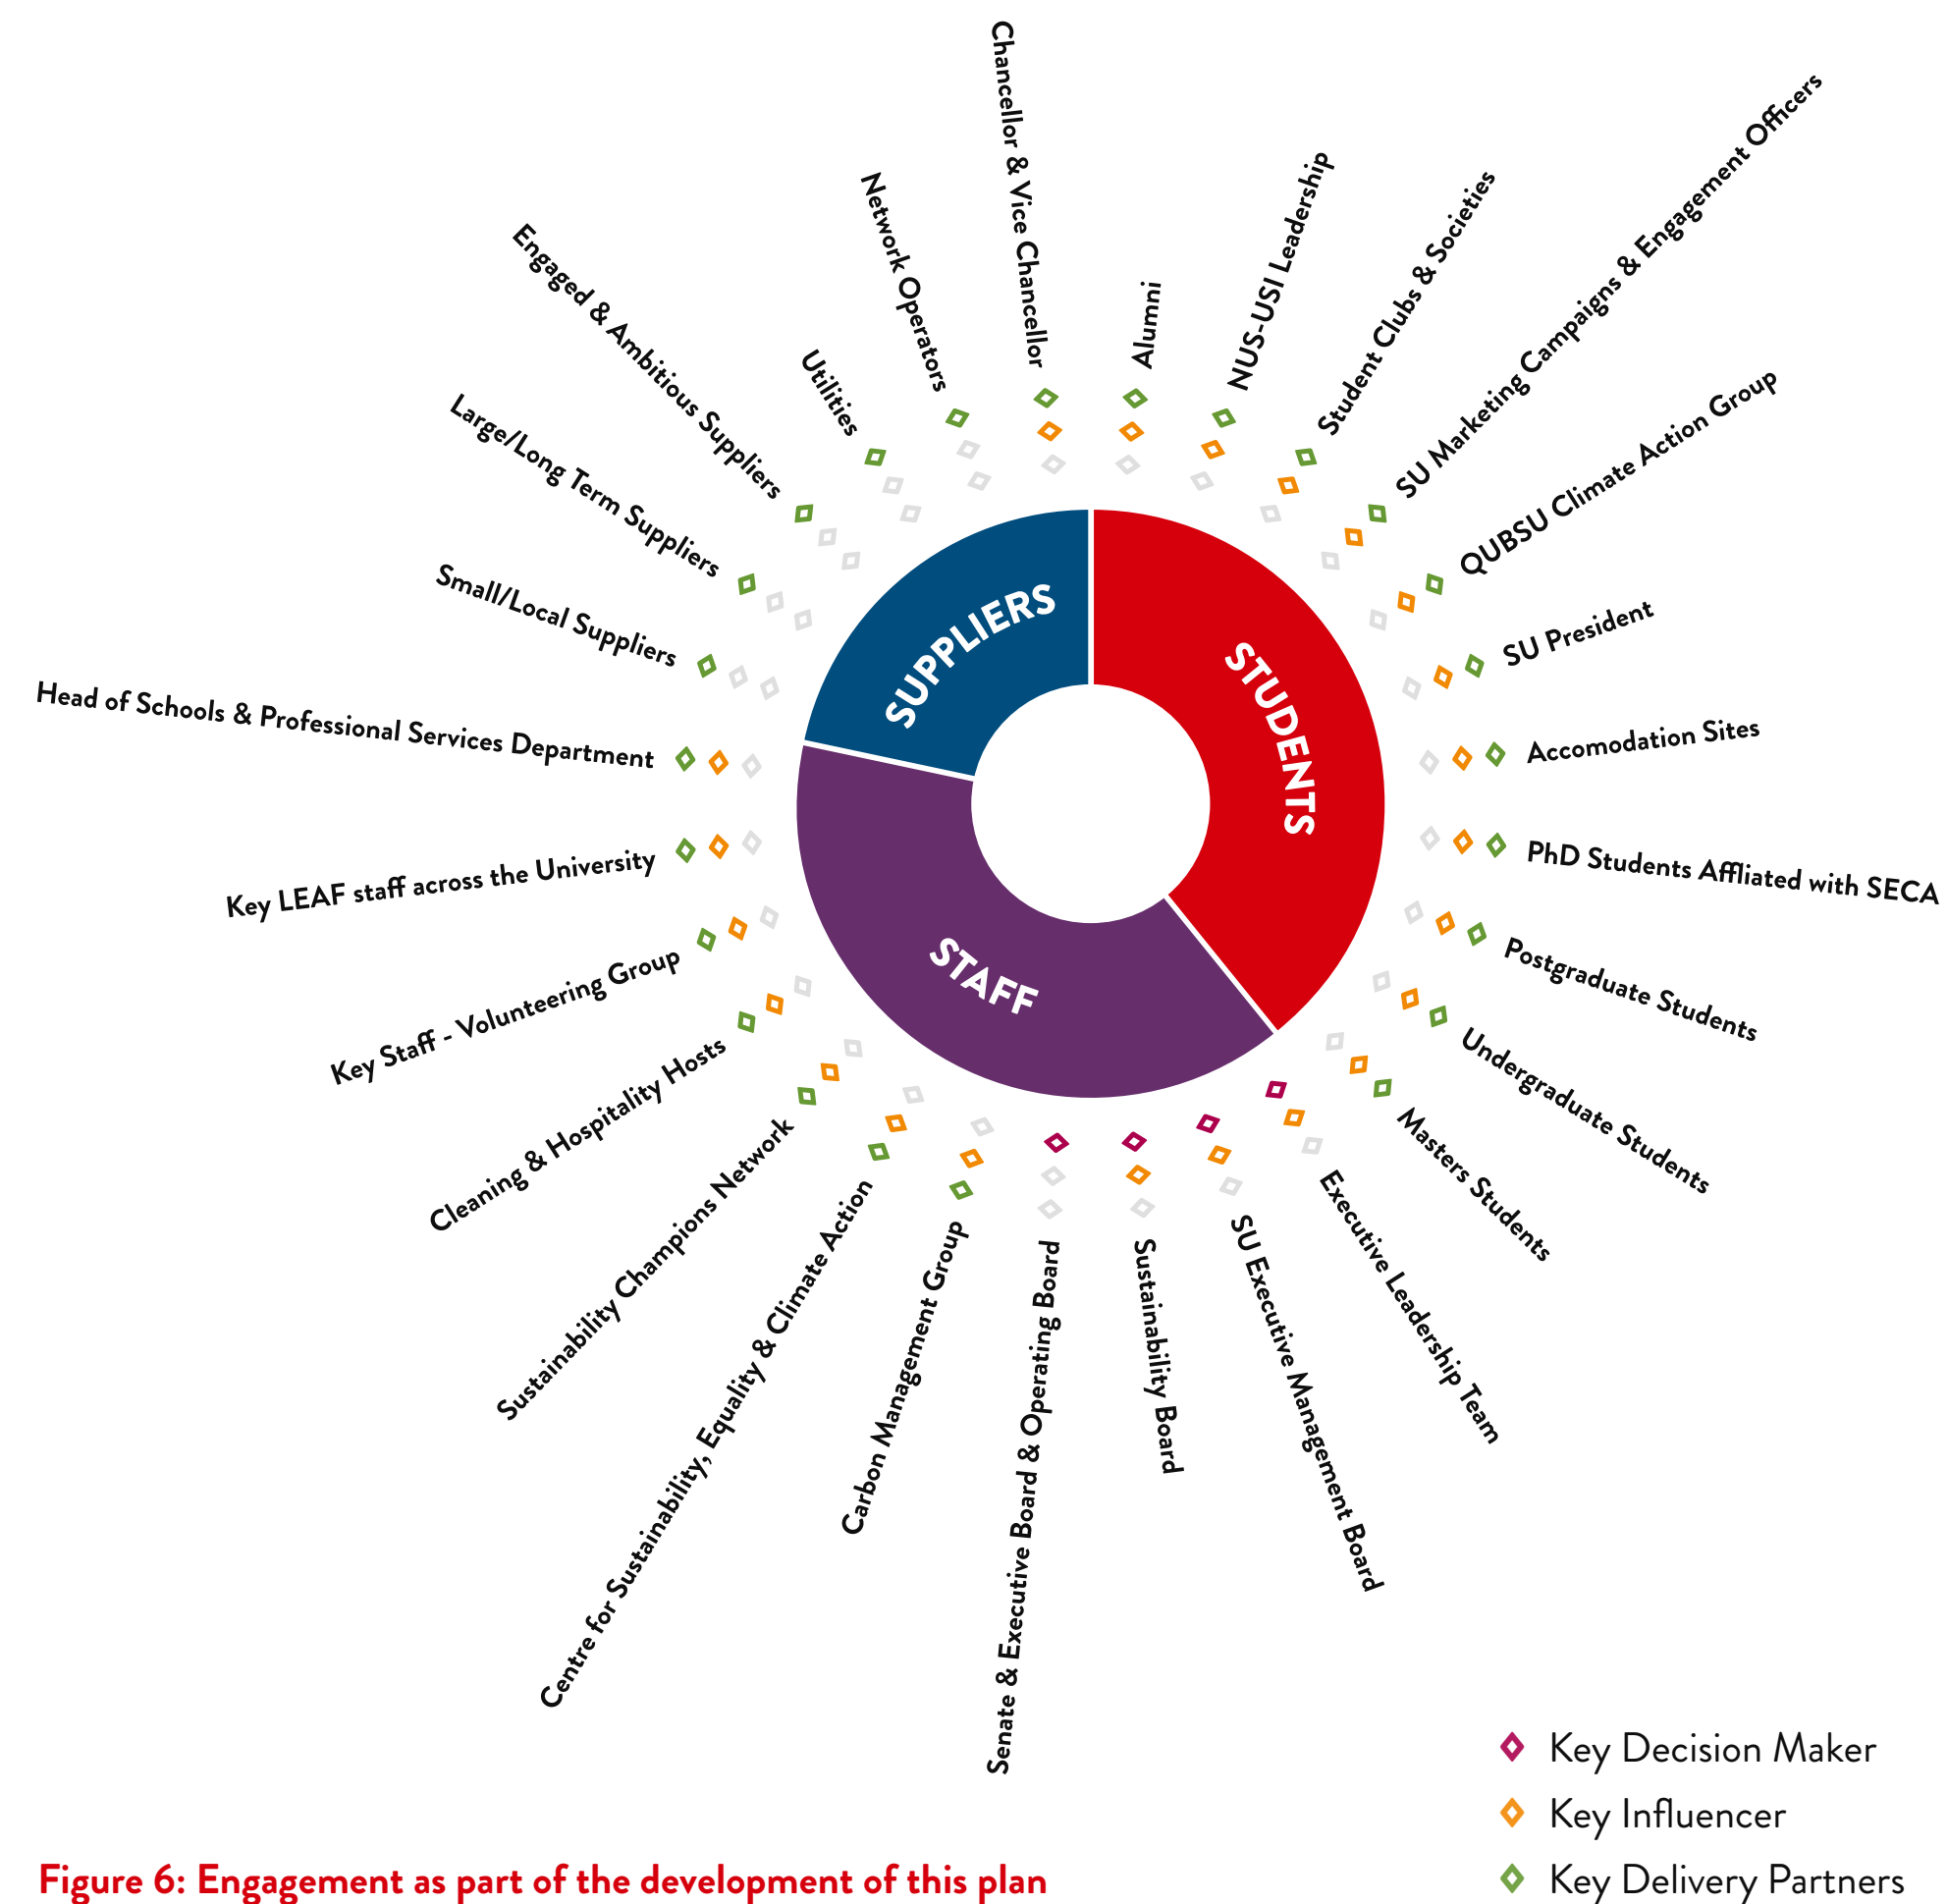 Chancellor & Vice Chancellor
Alumni
NUS-USI Leadership
Student Clubs & Societies
SU Marketing Campaigns & Engagement Officers
QUBSU Climate Action Group
SU President
Accomodation Sites
PhD Students Affliated with SECA
Postgraduate Students
Undergraduate Students
Masters Students
Executive Leadership Team
SU Executive Management Board
Sustainability Board
Senate & Executive Board & Operating Board
Carbon Management Group
Centre for Sustainability, Equality & Climate Action
Sustainability Champions Network
Cleaning & Hospitality Hosts
Key Staff - Volunteering Group
Key LEAF staff across the University
Head of Schools & Professional Services Department
Small/Local Suppliers
Large/Long Term Suppliers
Engaged & Ambitious Suppliers
Utilities
Network Operators
SUPPLIERS
STUDENTS
STAFF
Key Decision Maker
Key Influencer
Key Delivery Partners
Figure 6: Engagement as part of the development of this plan